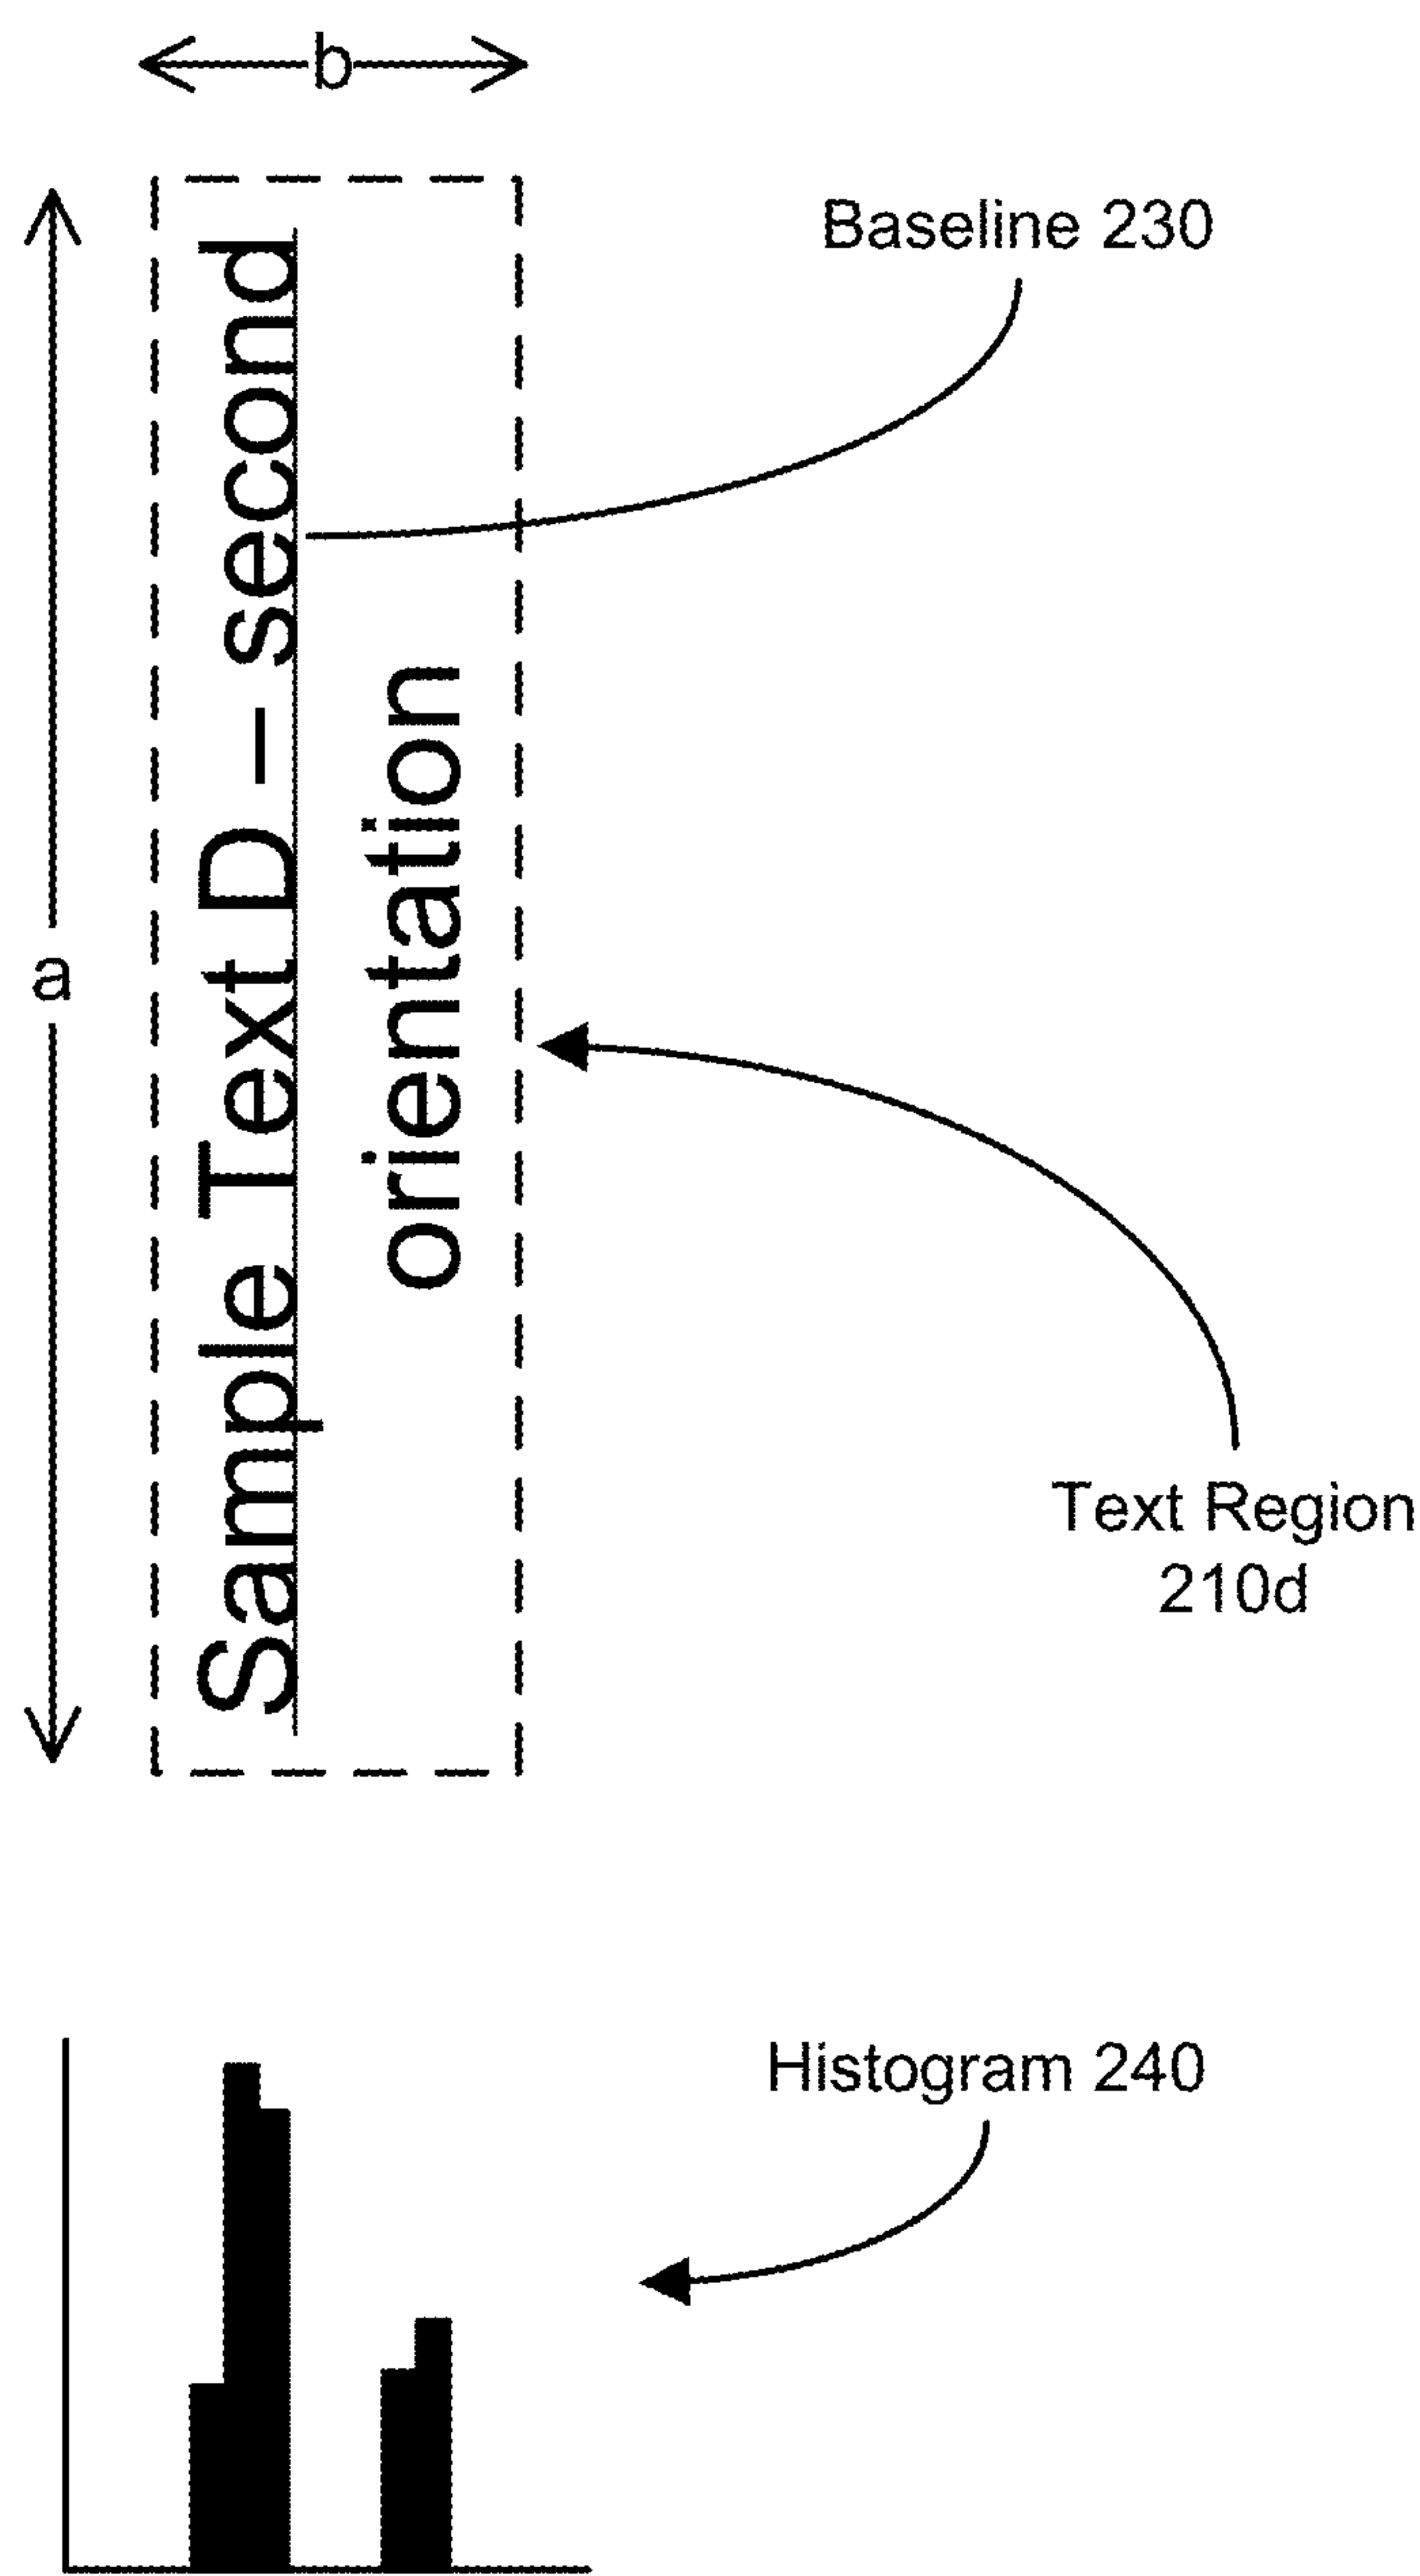 b
Baseline 230
a
Sample Text D – second
orientation
Text Region
210d
Histogram 240